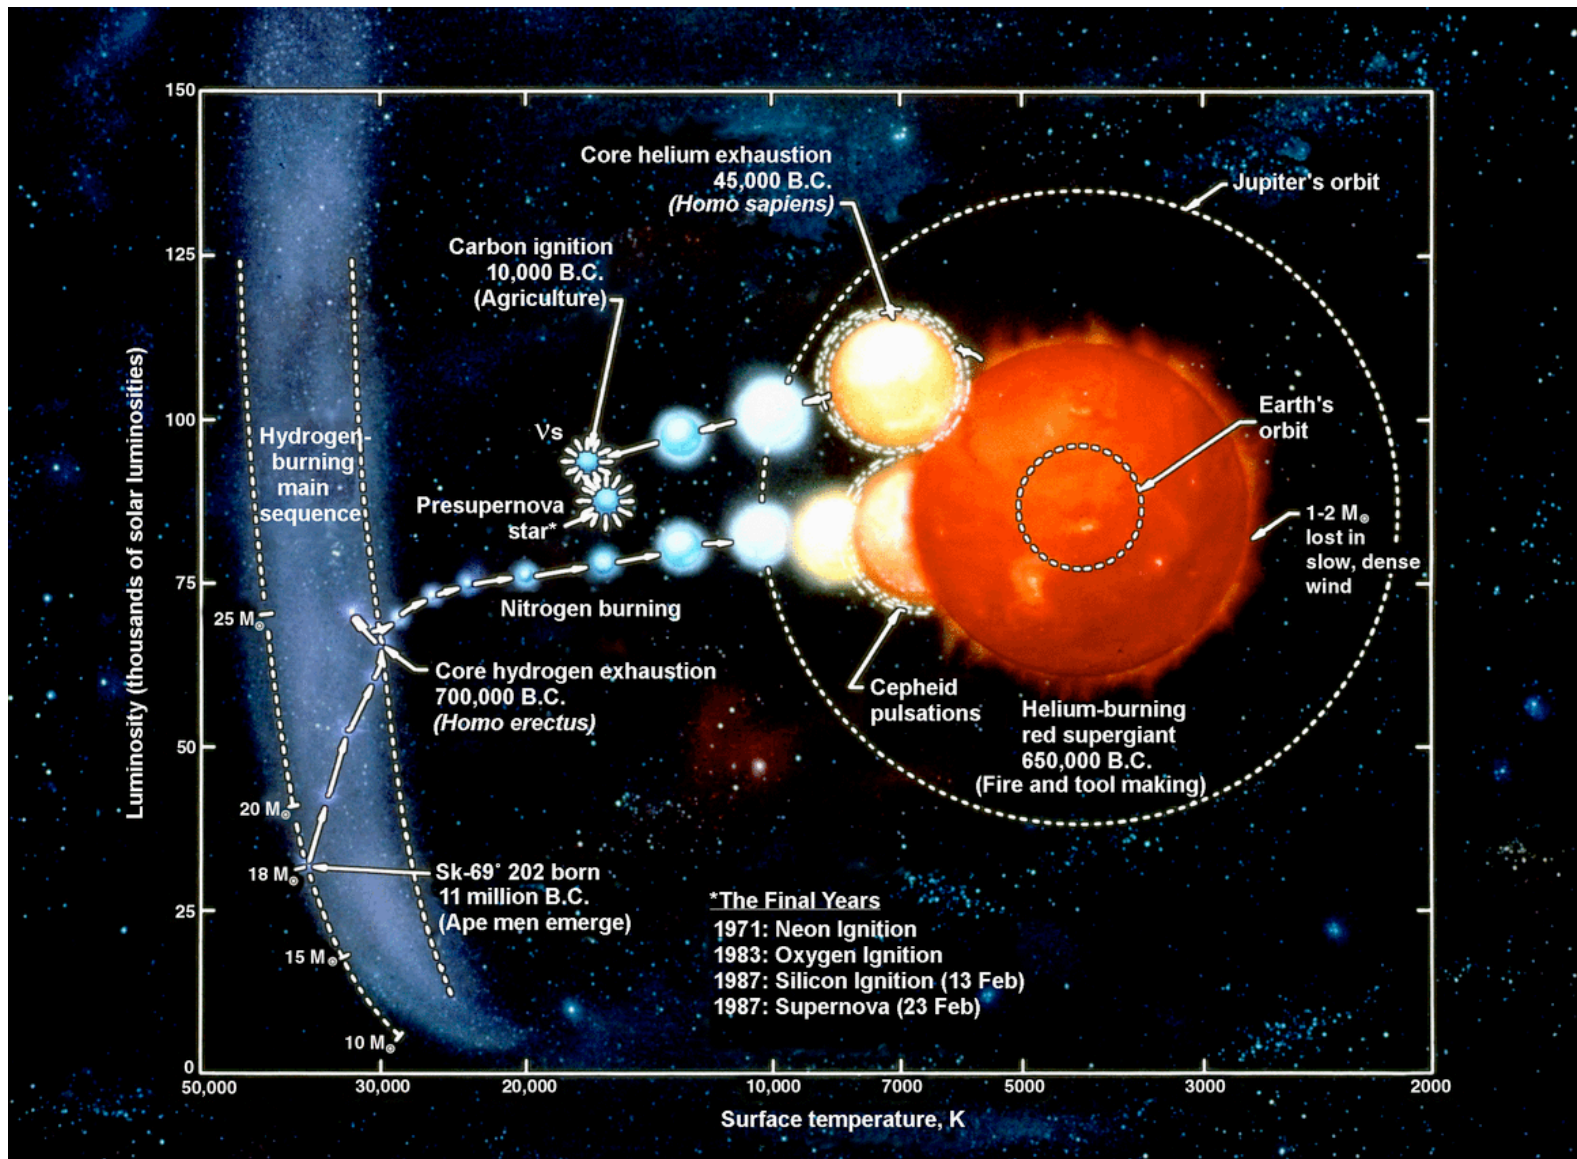 150
125
100
75
50
25
0
Luminosity (thousands of solar luminosities)
50,000
30,000
20,000
10,000
7000
5000
3000
2000
Surface temperature, K
Core helium exhaustion
45,000 B.C.
(Homo sapiens)
Jupiter's orbit
Carbon ignition
10,000 B.C.
(Agriculture)
Earth's
orbit
νs
Hydrogen-
burning
main
sequence
Presupernova
star*
1-2 M⊙
lost in
slow, dense
wind
Nitrogen burning
25 M⊙
Core hydrogen exhaustion
700,000 B.C.
(Homo erectus)
Cepheid
pulsations
Helium-burning
red supergiant
650,000 B.C.
(Fire and tool making)
20 M⊙
18 M⊙
Sk-69° 202 born
11 million B.C.
(Ape men emerge)
15 M⊙
10 M⊙
*The Final Years
1971: Neon Ignition
1983: Oxygen Ignition
1987: Silicon Ignition (13 Feb)
1987: Supernova (23 Feb)